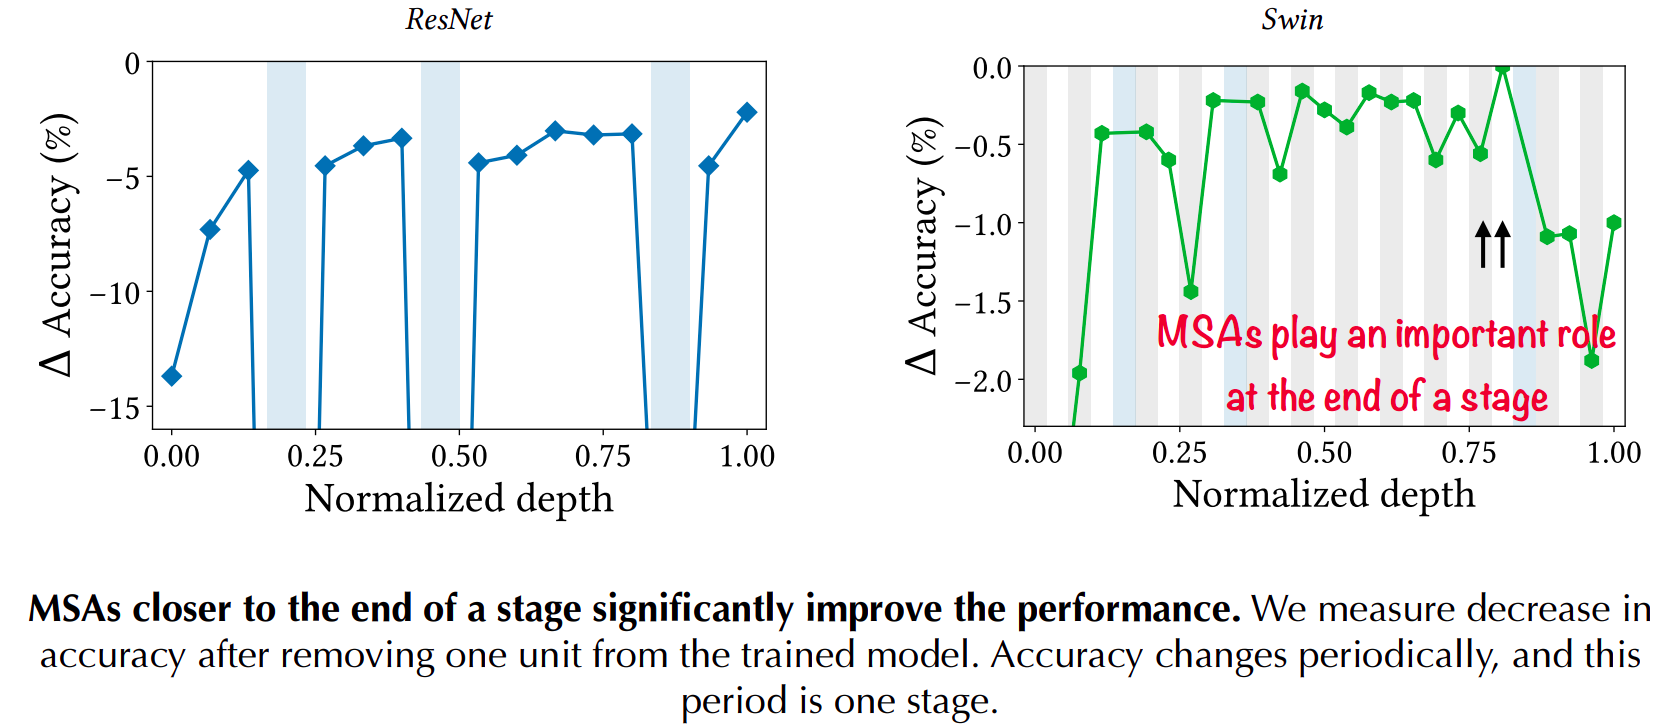 ResNet
Swin
0
−5
−10
−15
Δ Accuracy (%)
0.00 0.25 0.50 0.75 1.00
Normalized depth
0.0
−0.5
−1.0
−1.5
−2.0
Δ Accuracy (%)
MSAs play an important role
at the end of a stage
0.00 0.25 0.50 0.75 1.00
Normalized depth
MSAs closer to the end of a stage significantly improve the performance. We measure decrease in
accuracy after removing one unit from the trained model. Accuracy changes periodically, and this
period is one stage.